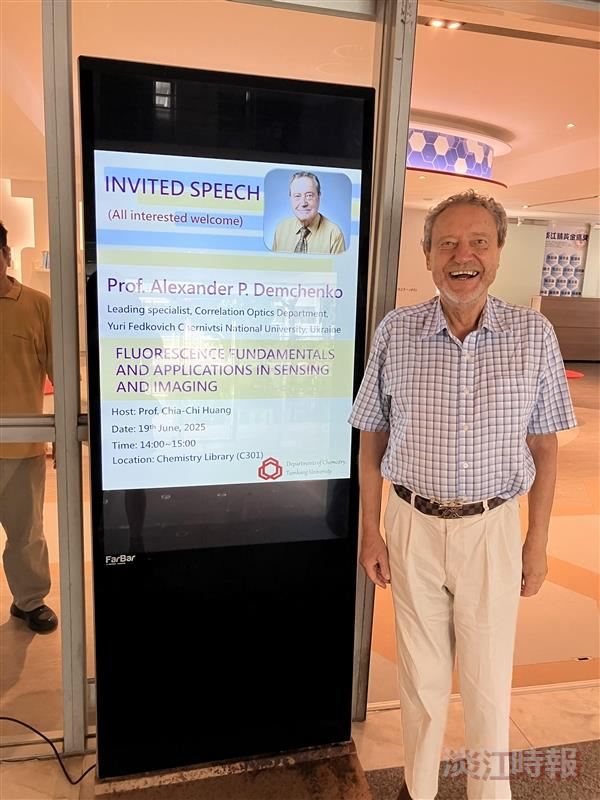 INVITED SPEECH
(All interested welcome)
Prof. Alexander P. Demchenko
Leading specialist, Correlation Optics Department,
Yuri Fedkovich Chernivtsi National University, Ukraine
FLUORESCENCE FUNDAMENTALS
AND APPLICATIONS IN SENSING
AND IMAGING
Host: Prof. Chia-Chi Huang
Date: 19th June, 2025
Time: 14:00~15:00
Location: Chemistry Library (C301)
Departments of Chemistry,
Tamkang University
FarBar
淡江時報